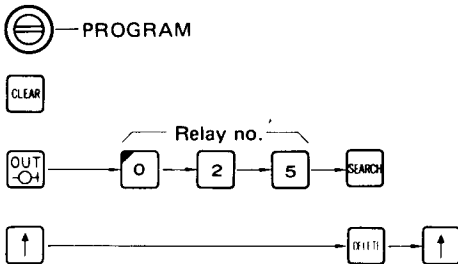 PROGRAM
CLEAR
Relay no.
OUT 0 2 5 SEARCH
↑ DELETE ↑